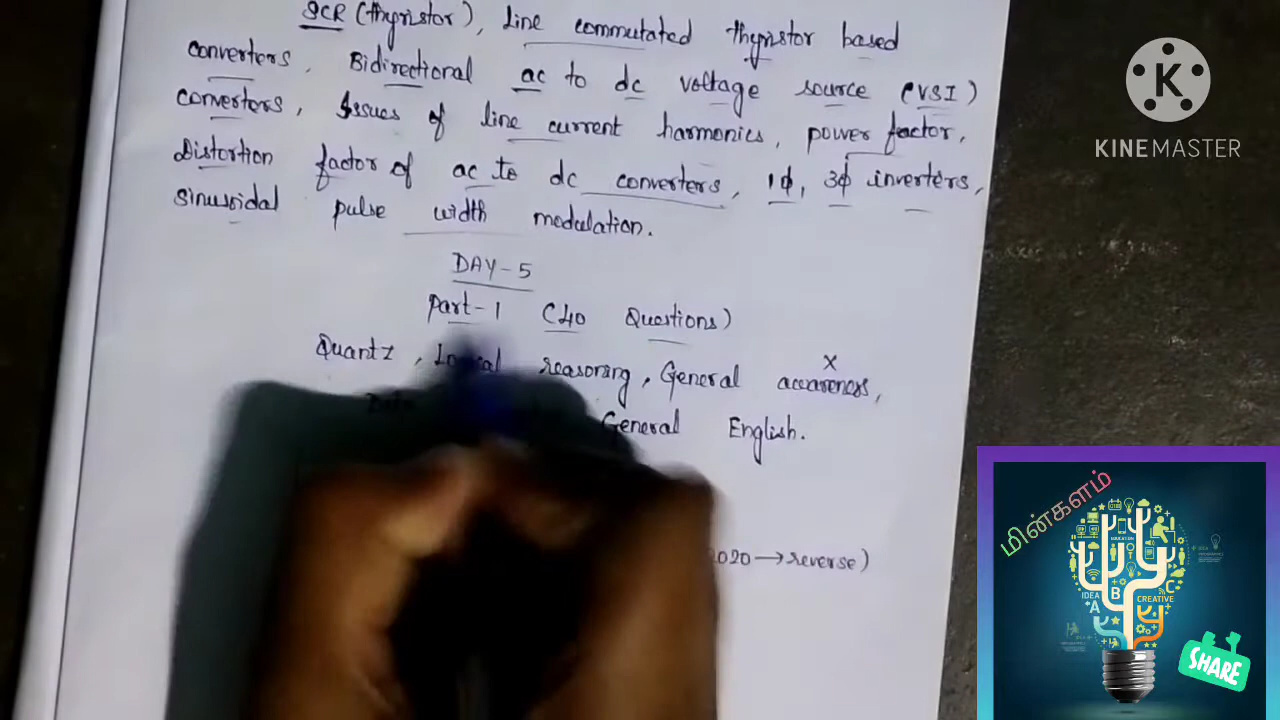 SCR (thyristor), Line commutated thyristor based
converters, Bidirectional ac to dc voltage source (VSI)
converters, Issues of line current harmonics, power factor,
Distortion factor of ac to dc converters, 1ϕ, 3ϕ inverters,
sinusoidal pulse width modulation.
DAY-5
Part-1 (40 Questions)
X
Quantz, Logical reasoning, General awareness,
Data General English.
2020 → reverse)
KINEMASTER
மின்களம்
IDEA
A
B
C
CREATIVE
SHARE